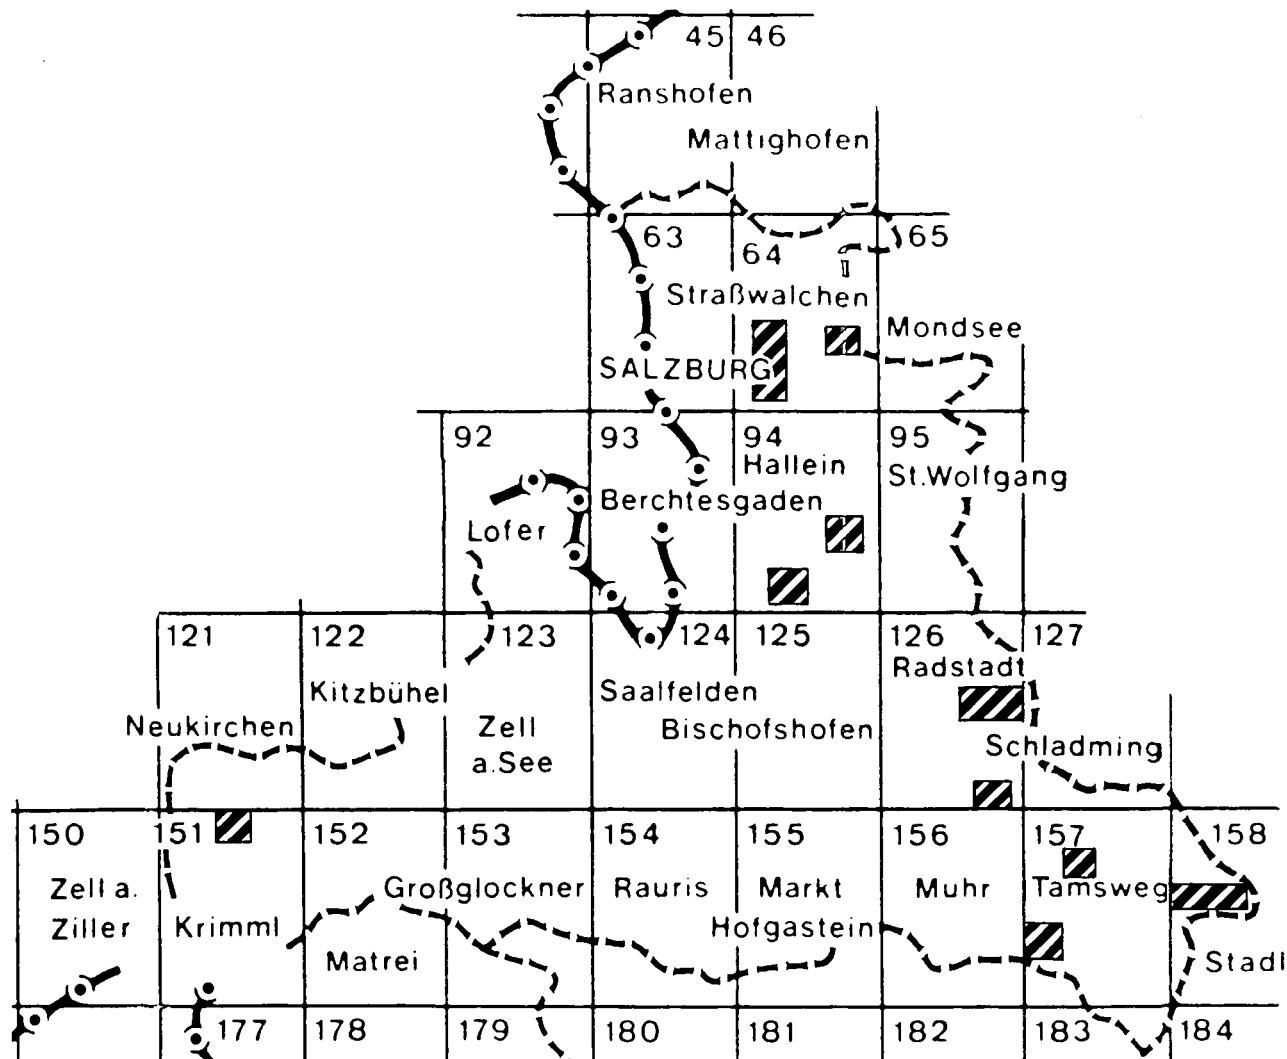 45 46
Ranshofen
Mattighofen
63
64
65
Straßwalchen
Mondsee
SALZBURG
92 93 94 95
Hallein
St.Wolfgang
Berchtesgaden
Lofer
121 122 123 124 125 126 127
Radstadt
Kitzbühel
Saalfelden
Neukirchen
Zell
a.See
Bischofshofen
Schladming
150 151 152 153 154 155 156 157 158
Zell a.
Ziller
Krimml
Großglockner
Rauris
Markt
Hofgastein
Muhr
Tamsweg
Matrei
Stadl
177 178 179 180 181 182 183 184